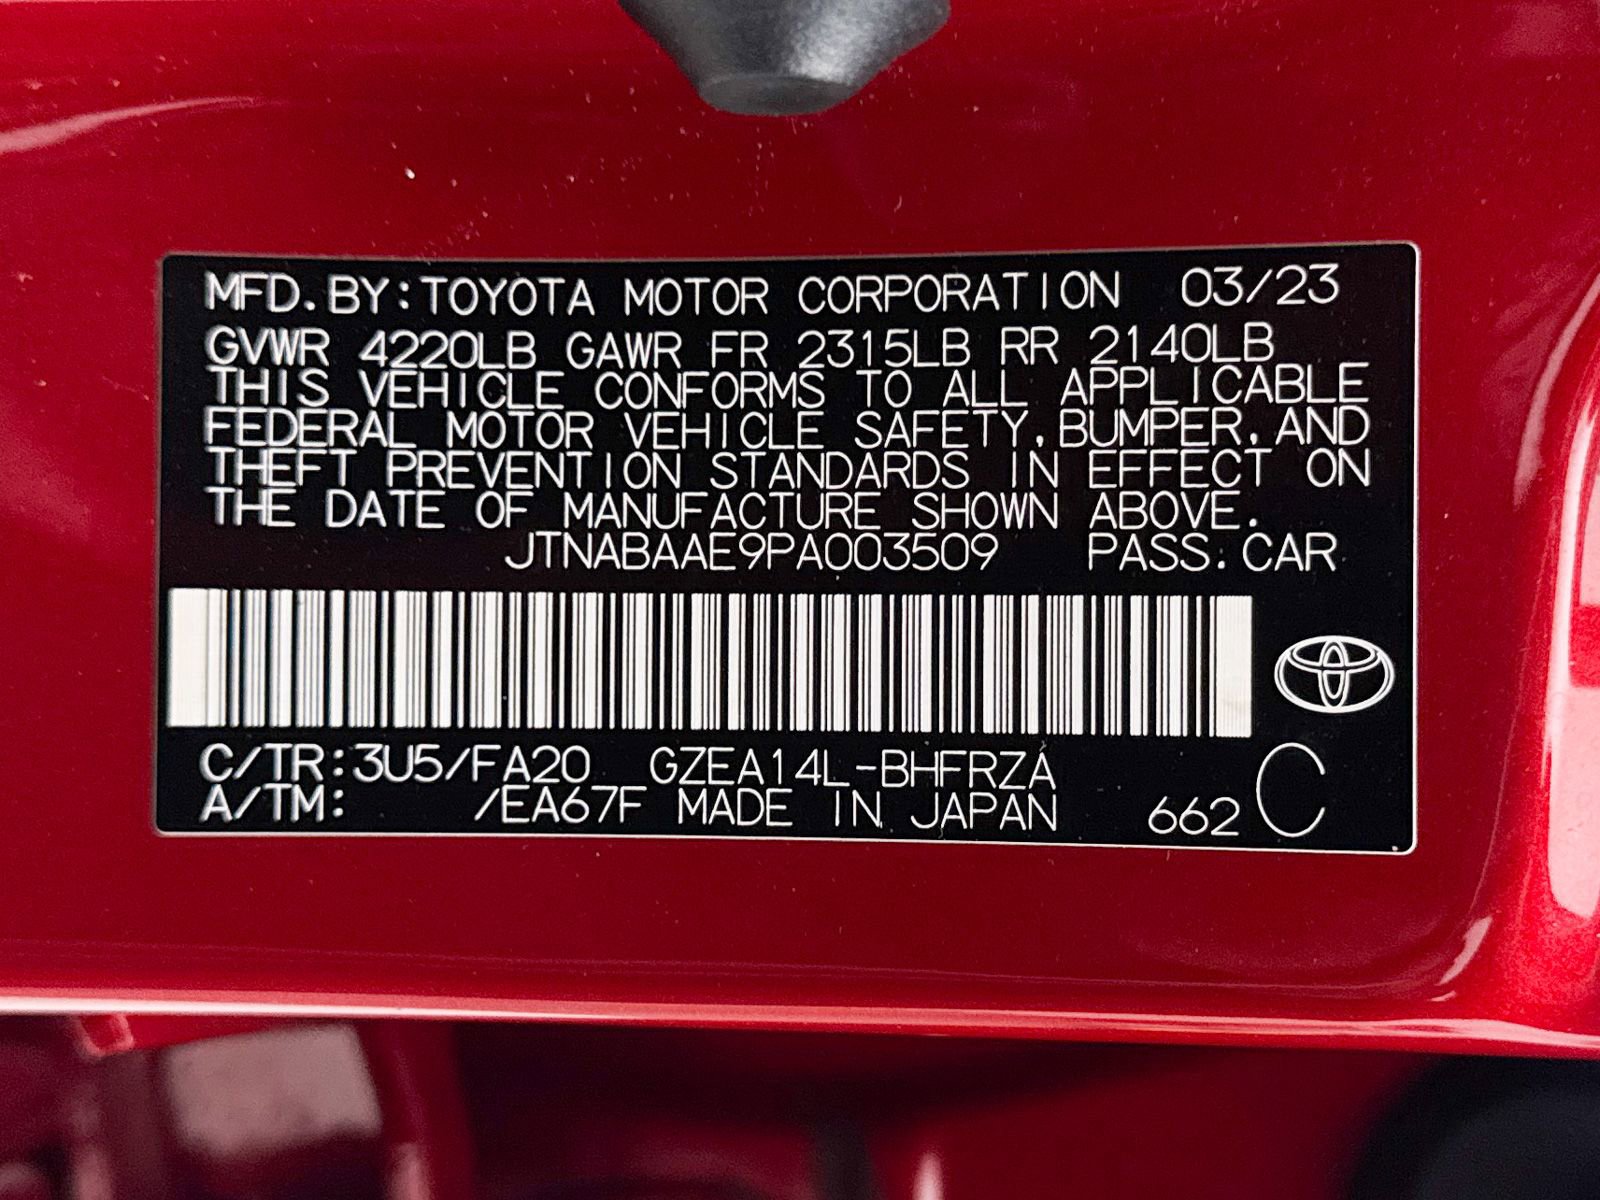 MFD. BY: TOYOTA MOTOR CORPORATION 03/23
GVWR 4220LB GAWR FR 2315LB RR 2140LB
THIS VEHICLE CONFORMS TO ALL APPLICABLE
FEDERAL MOTOR VEHICLE SAFETY, BUMPER, AND
THEFT PREVENTION STANDARDS IN EFFECT ON
THE DATE OF MANUFACTURE SHOWN ABOVE.
JTNABAAE9PA003509 PASS. CAR
C/TR: 3U5/FA20 GZEA14L-BHFRZA
A/TM: /EA67F MADE IN JAPAN 662 C